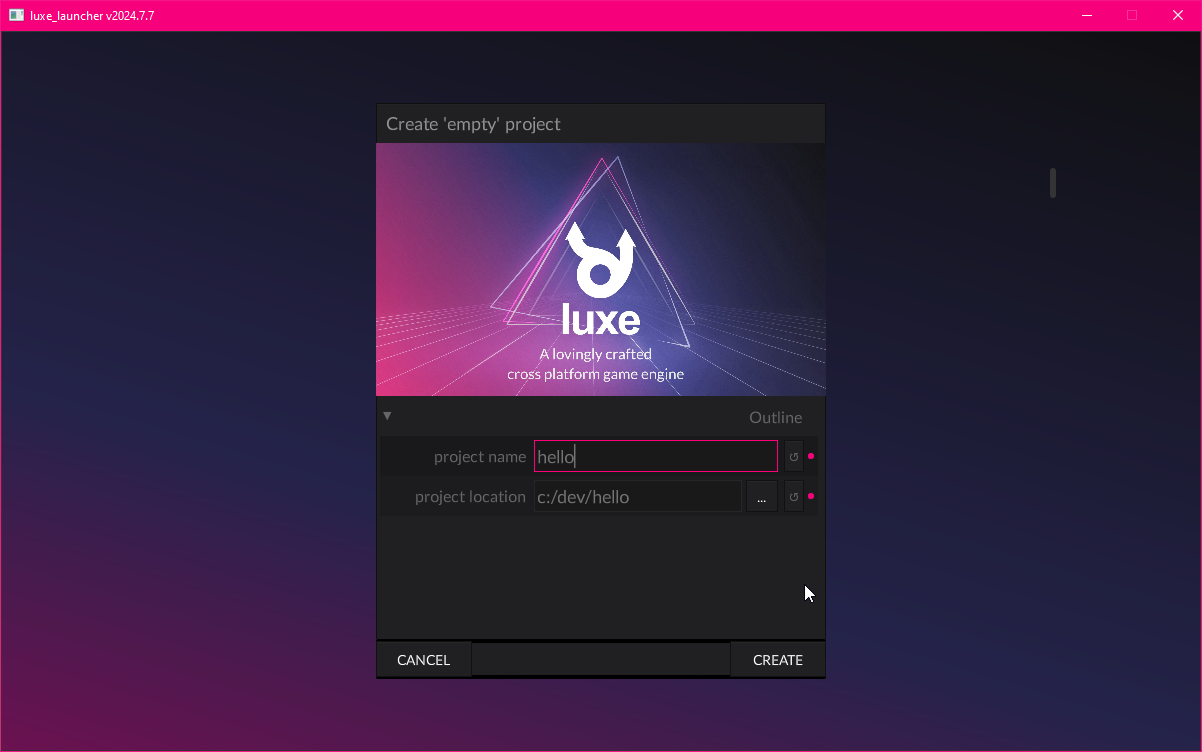 luxe_launcher v2024.7.7
Create 'empty' project
luxe
A lovingly crafted
cross platform game engine
Outline
project name hello
project location c:/dev/hello ...
CANCEL CREATE